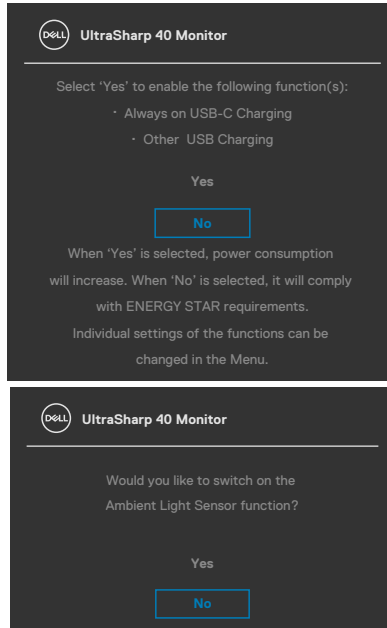 DELL UltraSharp 40 Monitor
Select ‘Yes’ to enable the following function(s):
· Always on USB-C Charging
· Other USB Charging
Yes
No
When ‘Yes’ is selected, power consumption
will increase. When ‘No’ is selected, it will comply
with ENERGY STAR requirements.
Individual settings of the functions can be
changed in the Menu.
DELL UltraSharp 40 Monitor
Would you like to switch on the
Ambient Light Sensor function?
Yes
No